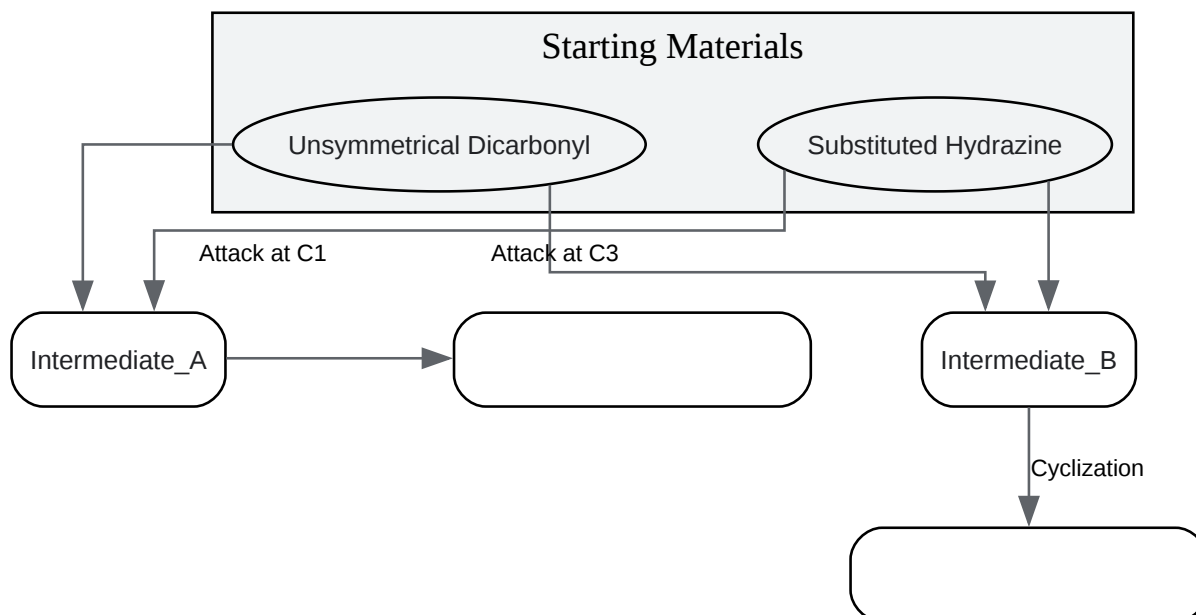 Starting Materials
Unsymmetrical Dicarbonyl
Substituted Hydrazine
Attack at C1
Attack at C3
Intermediate_A
Intermediate_B
Cyclization